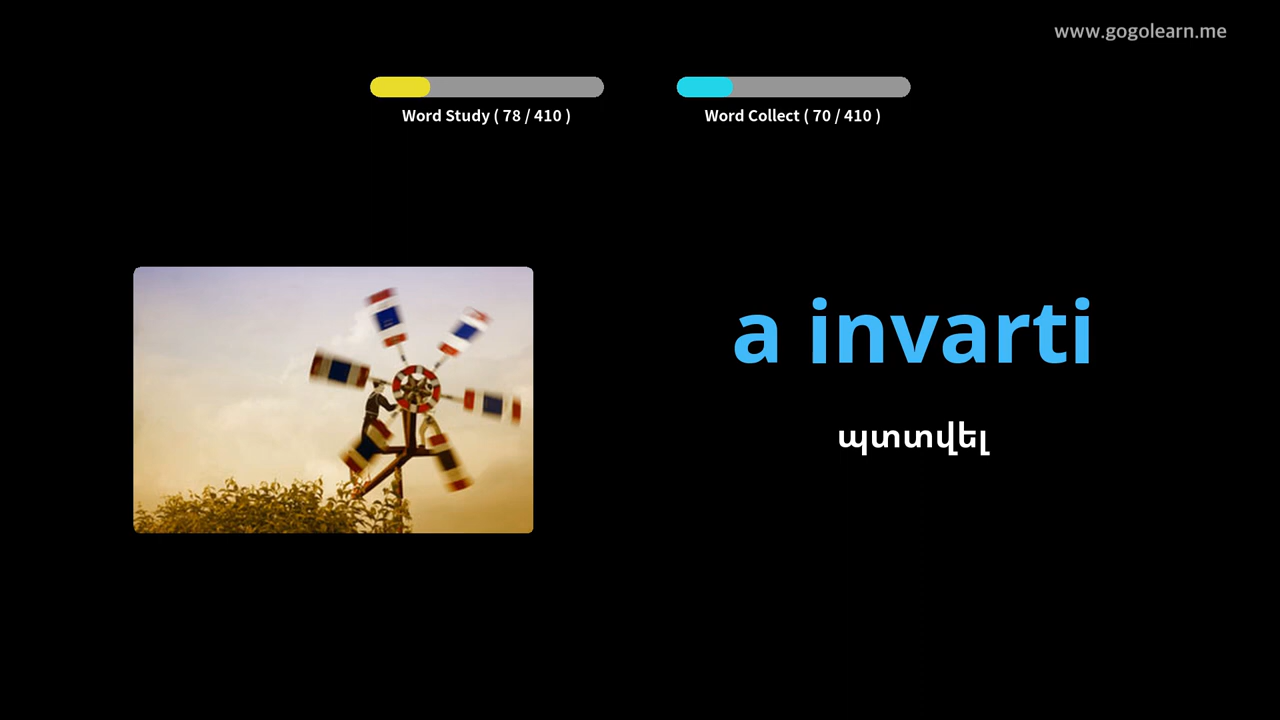 www.gogolearn.me
Word Study ( 78 / 410 )
Word Collect ( 70 / 410 )
a invarti
պտտվել